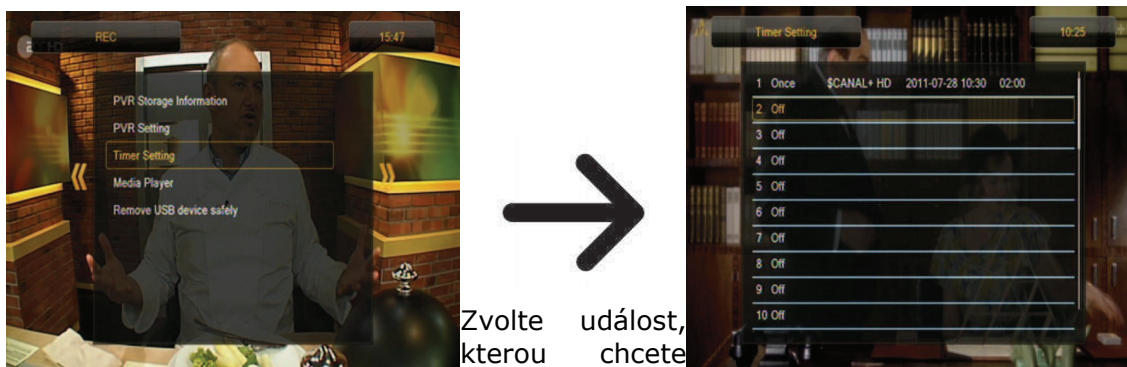 REC
15:47
PVR Storage Information
PVR Setting
Timer Setting
Media Player
Remove USB device safely
Zvolte událost,
kterou chcete
Timer Setting
10:25
1 Once $CANAL+ HD 2011-07-28 10:30 02:00
2 Off
3 Off
4 Off
5 Off
6 Off
7 Off
8 Off
9 Off
10 Off